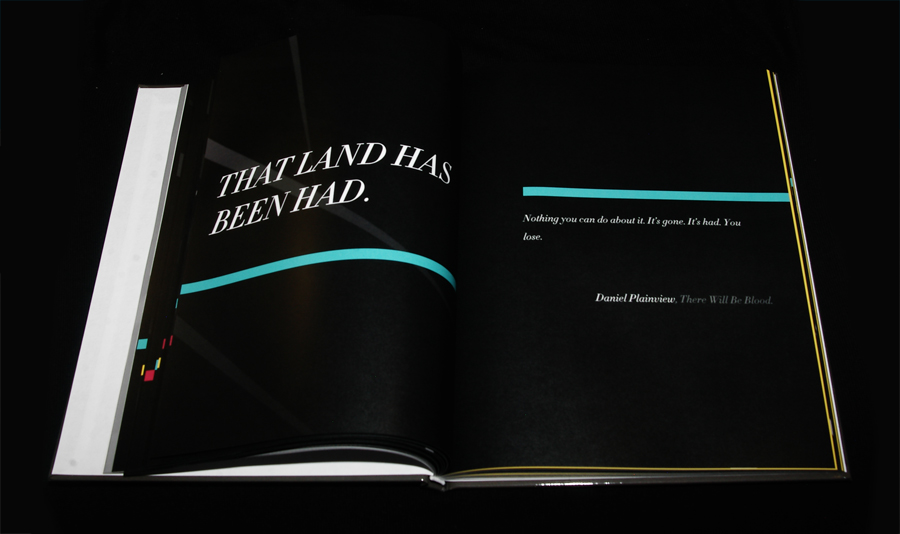 THAT LAND HAS
BEEN HAD.
Nothing you can do about it. It's gone. It's had. You
lose.
Daniel Plainview, There Will Be Blood.